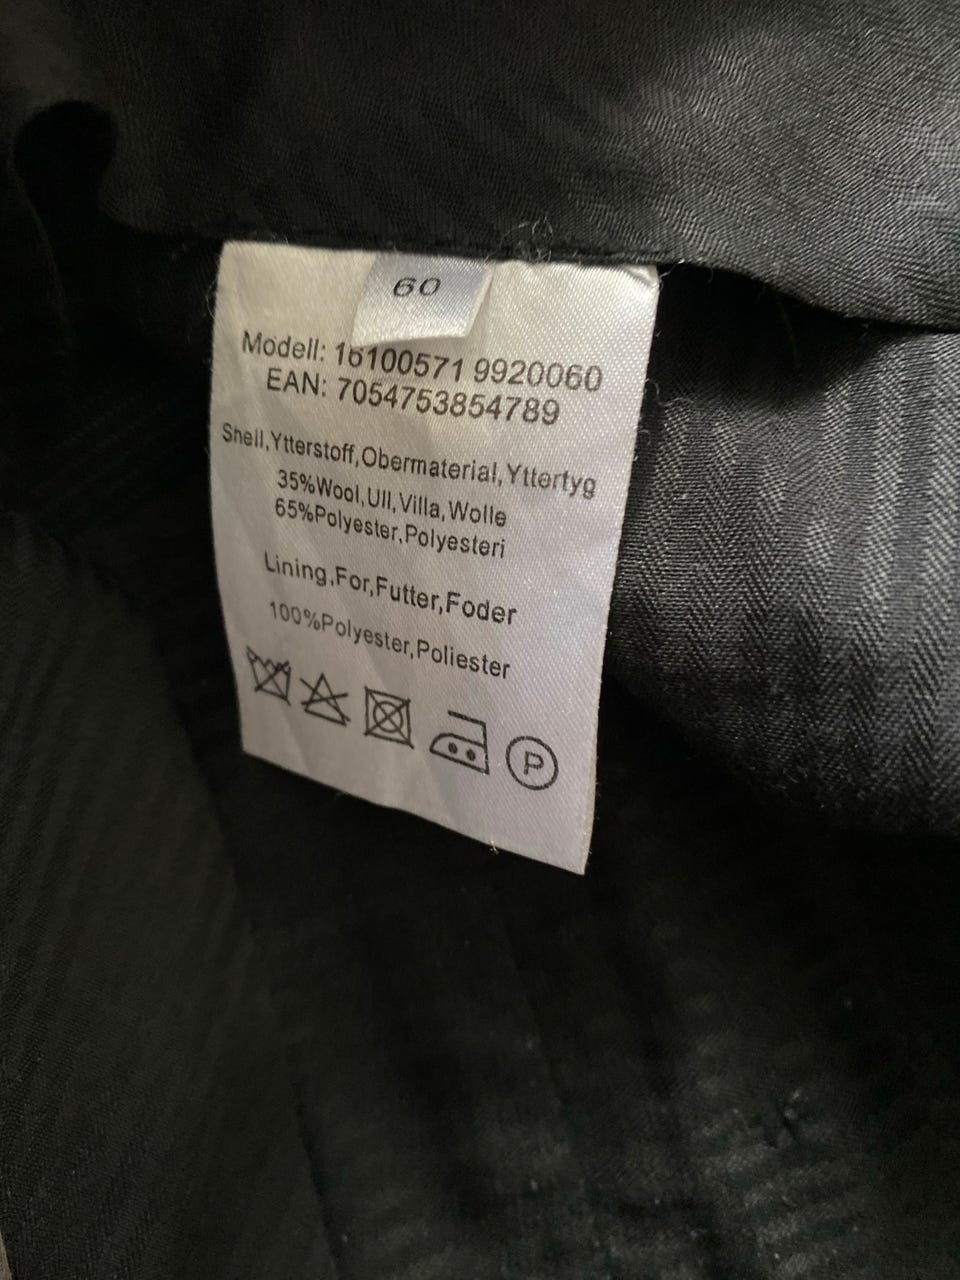 60
Modell: 16100571 9920060
EAN: 7054753854789
Shell,Ytterstoff,Obermaterial,Yttertyg
35%Wool,Ull,Villa,Wolle
65%Polyester,Polyesteri
Lining,For,Futter,Foder
100%Polyester,Poliester
P